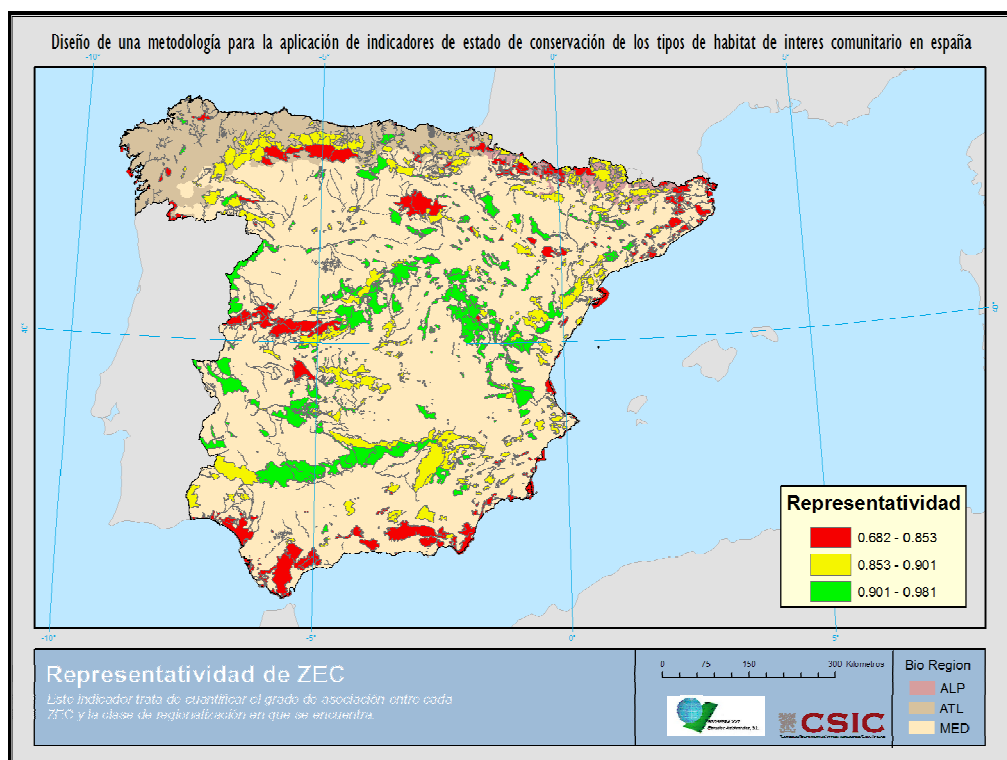 Diseño de una metodología para la aplicación de indicadores de estado de conservación de los tipos de habitat de interes comunitario en españa
-10°
-5°
0°
5°
40°
Representatividad
0.682 - 0.853
0.853 - 0.901
0.901 - 0.981
-10°
-5°
0°
5°
Representatividad de ZEC
Este indicador trata de cuantificar el grado de asociación entre cada
ZEC y la clase de regionalización en que se encuentra.
0 75 150 300 Kilometros
CSIC
Bio Region
ALP
ATL
MED